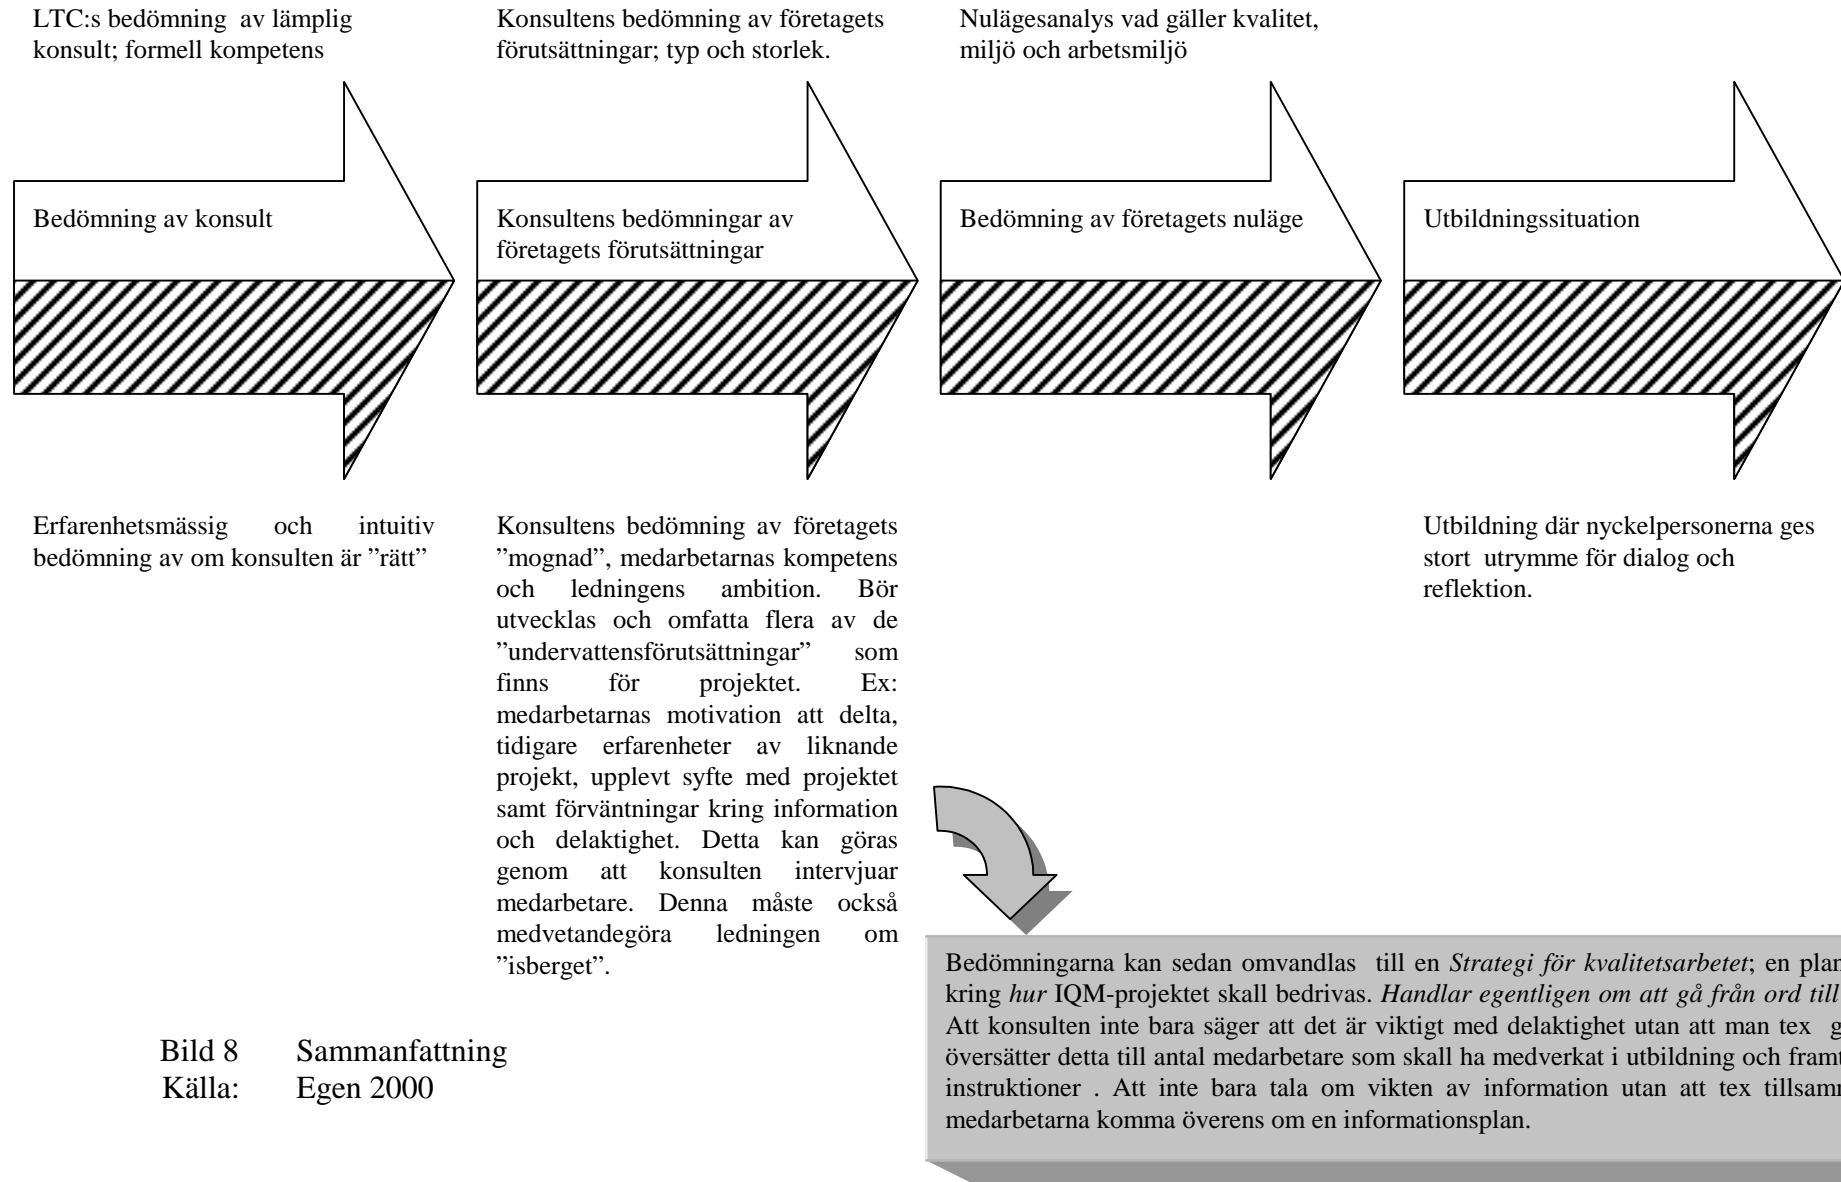 LTC:s bedömning av lämplig
konsult; formell kompetens
Konsultens bedömning av företagets
förutsättningar; typ och storlek.
Nulägesanalys vad gäller kvalitet,
miljö och arbetsmiljö
Bedömning av konsult
Konsultens bedömningar av
företagets förutsättningar
Bedömning av företagets nuläge
Utbildningssituation
Erfarenhetsmässig och intuitiv
bedömning av om konsulten är ”rätt”
Konsultens bedömning av företagets
”mognad”, medarbetarnas kompetens
och ledningens ambition. Bör
utvecklas och omfatta flera av de
”undervattensförutsättningar” som
finns för projektet. Ex:
medarbetarnas motivation att delta,
tidigare erfarenheter av liknande
projekt, upplevt syfte med projektet
samt förväntningar kring information
och delaktighet. Detta kan göras
genom att konsulten intervjuar
medarbetare. Denna måste också
medvetandegöra ledningen om
”isberget”.
Utbildning där nyckelpersonerna ges
stort utrymme för dialog och
reflektion.
Bedömningarna kan sedan omvandlas till en Strategi för kvalitetsarbetet; en plan
kring hur IQM-projektet skall bedrivas. Handlar egentligen om att gå från ord till
Att konsulten inte bara säger att det är viktigt med delaktighet utan att man tex g
översätter detta till antal medarbetare som skall ha medverkat i utbildning och framt
instruktioner . Att inte bara tala om vikten av information utan att tex tillsam
medarbetarna komma överens om en informationsplan.
Bild 8 Sammanfattning
Källa: Egen 2000